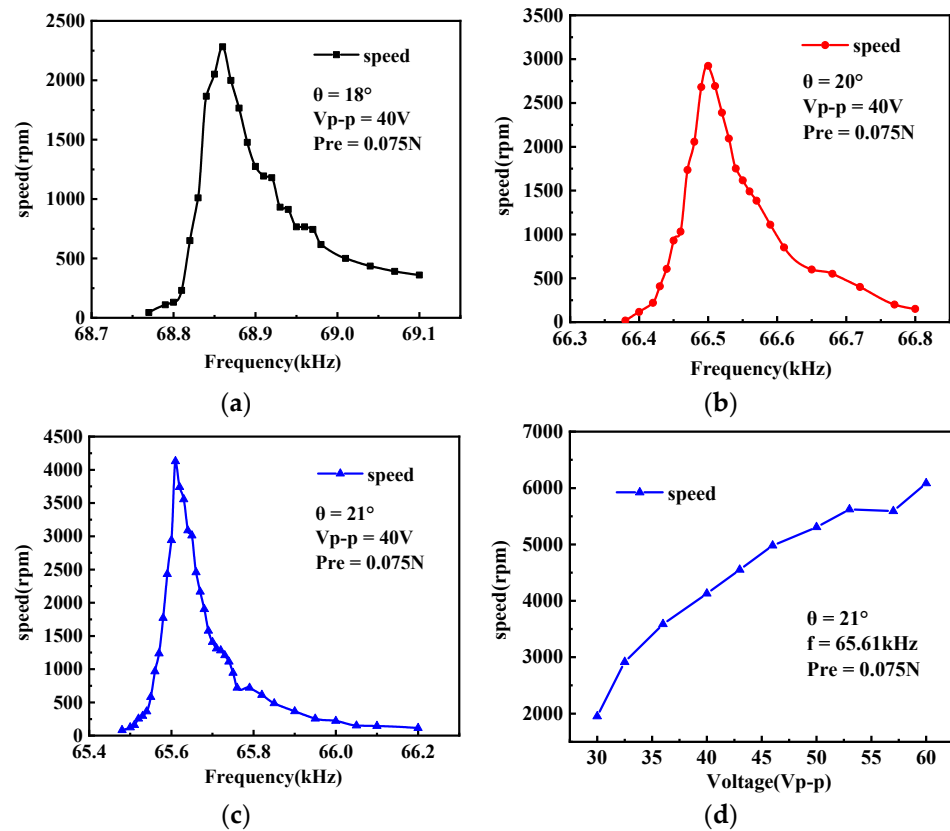 2500
2000
1500
1000
500
0
speed(rpm)
speed
θ = 18°
Vp-p = 40V
Pre = 0.075N
68.7 68.8 68.9 69.0 69.1
Frequency(kHz)
(a)
3500
3000
2500
2000
1500
1000
500
0
speed(rpm)
speed
θ = 20°
Vp-p = 40V
Pre = 0.075N
66.3 66.4 66.5 66.6 66.7 66.8
Frequency(kHz)
(b)
4500
4000
3500
3000
2500
2000
1500
1000
500
0
speed(rpm)
speed
θ = 21°
Vp-p = 40V
Pre = 0.075N
65.4 65.6 65.8 66.0 66.2
Frequency(kHz)
(c)
7000
6000
5000
4000
3000
2000
speed(rpm)
speed
θ = 21°
f = 65.61kHz
Pre = 0.075N
30 35 40 45 50 55 60
Voltage(Vp-p)
(d)